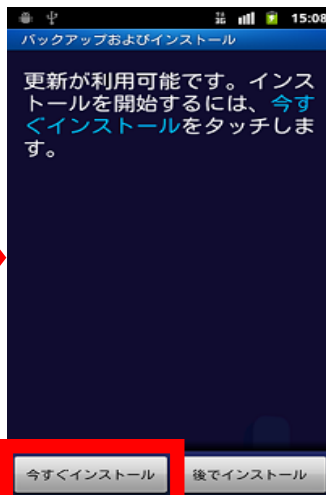 15:08
バックアップおよびインストール
更新が利用可能です。インス
トールを開始するには、今す
ぐインストールをタッチしま
す。
今すぐインストール
後でインストール